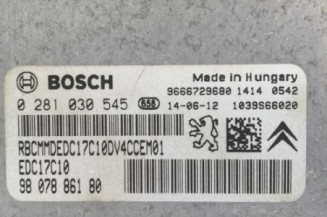 BOSCH
Made in Hungary
9666729680 1414 0542
0 281 030 545 658 14-06-12 1039S66020
RBCMMDEDC17C10DV4CCEM01
EDC17C10
98 078 861 80